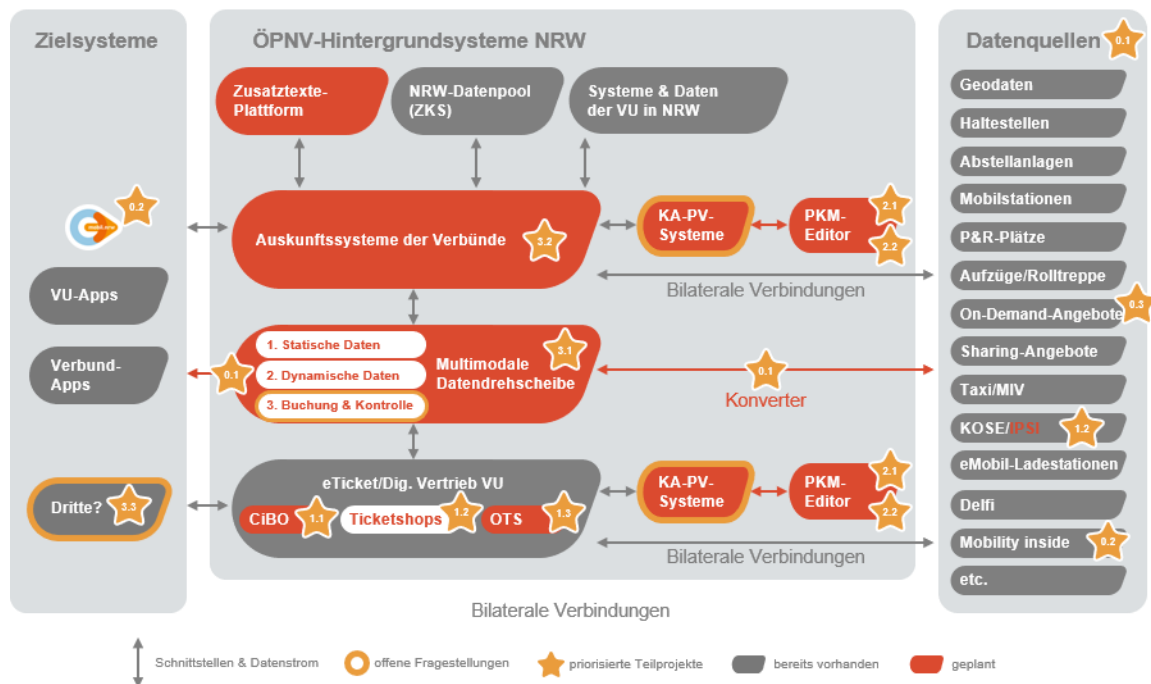 Zielsysteme
ÖPNV-Hintergrundsysteme NRW
Datenquellen
0.1
Zusatztexte-
Plattform
NRW-Datenpool
(ZKS)
Systeme & Daten
der VU in NRW
Geodaten
Haltestellen
Abstellanlagen
Mobilstationen
P&R-Plätze
Aufzüge/Rolltreppe
On-Demand-Angebote
0.3
Sharing-Angebote
Taxi/MIV
KOSE/IPSI
1.2
eMobil-Ladestationen
Delfi
Mobility inside
0.2
etc.
0.2
VU-Apps
Verbund-
Apps
Dritte?
3.3
Auskunftssysteme der Verbünde
3.2
KA-PV-
Systeme
PKM-
Editor
2.1
2.2
Bilaterale Verbindungen
0.1
1. Statische Daten
2. Dynamische Daten
3. Buchung & Kontrolle
Multimodale
Datendrehscheibe
3.1
0.1
Konverter
eTicket/Dig. Vertrieb VU
CiBO
1.1
Ticketshops
1.2
OTS
1.3
KA-PV-
Systeme
PKM-
Editor
2.1
2.2
Bilaterale Verbindungen
Bilaterale Verbindungen
Schnittstellen & Datenstrom
offene Fragestellungen
priorisierte Teilprojekte
bereits vorhanden
geplant